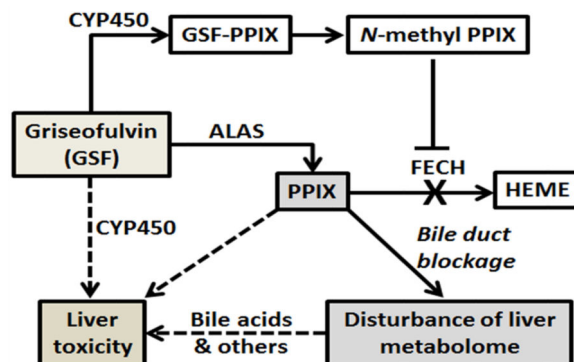 CYP450
GSF-PPIX
N-methyl PPIX
Griseofulvin
(GSF)
ALAS
FECH
PPIX
HEME
CYP450
Bile duct
blockage
Liver
toxicity
Bile acids
& others
Disturbance of liver
metabolome